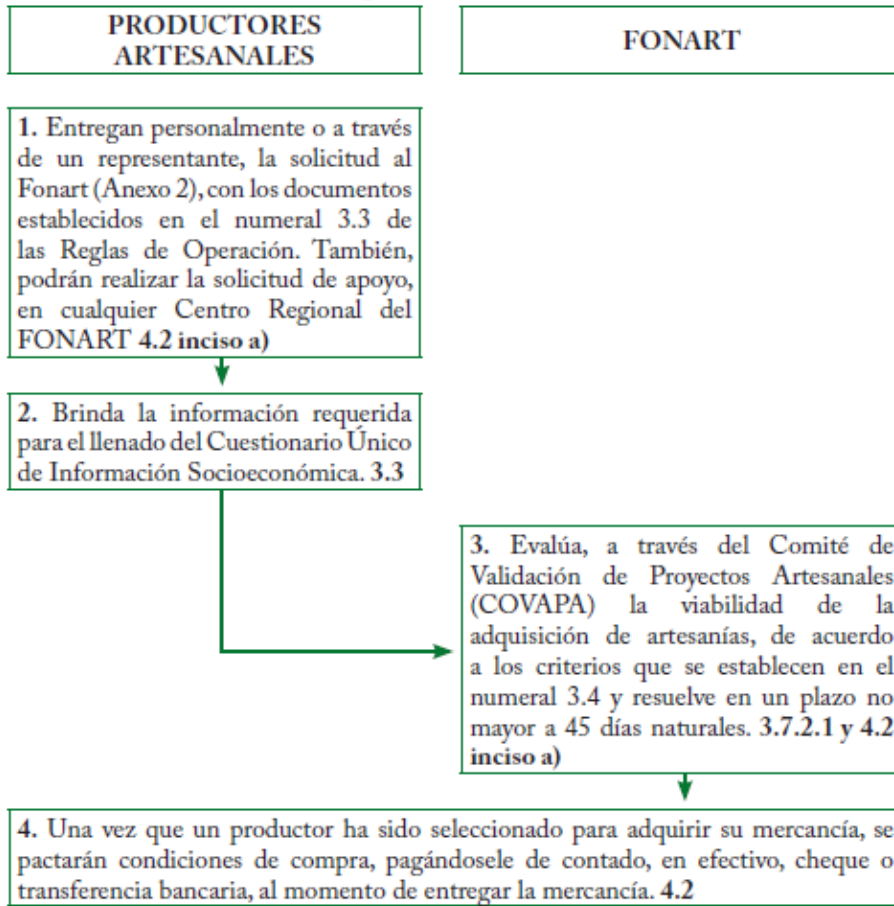 PRODUCTORES
ARTESANALES
FONART
1. Entregan personalmente o a través
de un representante, la solicitud al
Fonart (Anexo 2), con los documentos
establecidos en el numeral 3.3 de
las Reglas de Operación. También,
podrán realizar la solicitud de apoyo,
en cualquier Centro Regional del
FONART 4.2 inciso a)
2. Brinda la información requerida
para el llenado del Cuestionario Único
de Información Socioeconómica. 3.3
3. Evalúa, a través del Comité de
Validación de Proyectos Artesanales
(COVAPA) la viabilidad de la
adquisición de artesanías, de acuerdo
a los criterios que se establecen en el
numeral 3.4 y resuelve en un plazo no
mayor a 45 días naturales. 3.7.2.1 y 4.2
inciso a)
4. Una vez que un productor ha sido seleccionado para adquirir su mercancía, se
pactarán condiciones de compra, pagándosele de contado, en efectivo, cheque o
transferencia bancaria, al momento de entregar la mercancía. 4.2